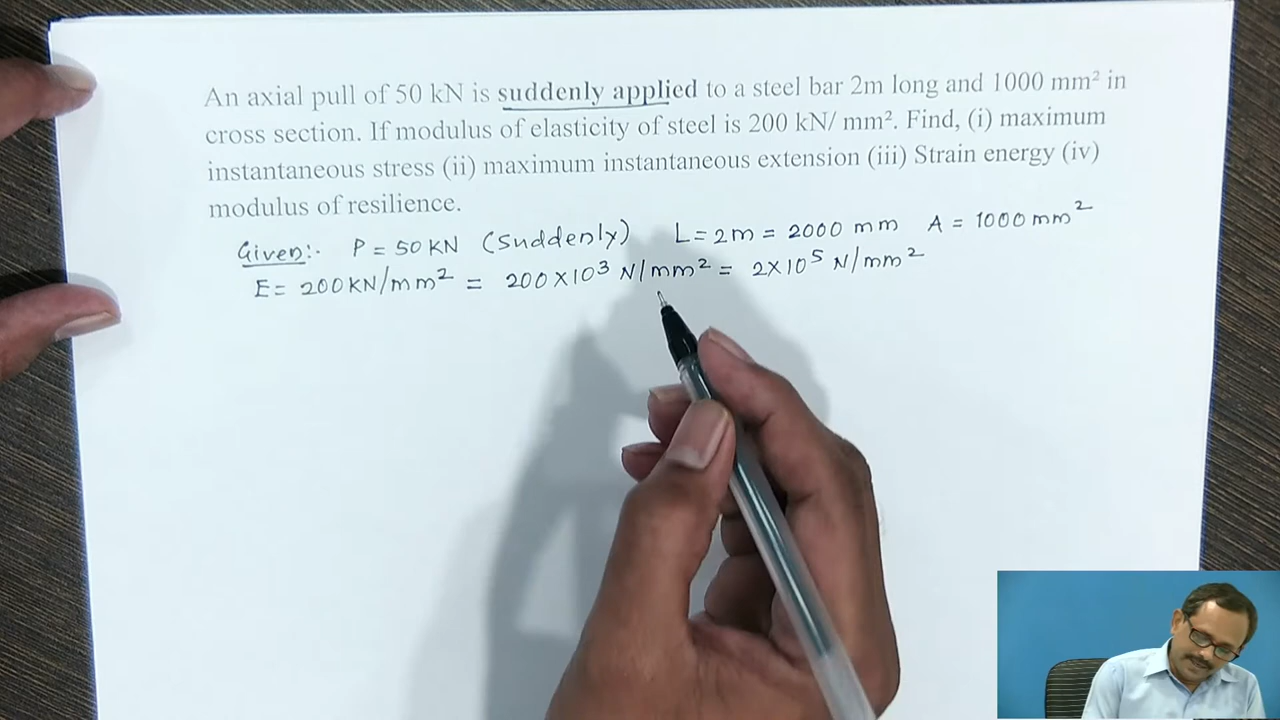 An axial pull of 50 kN is suddenly applied to a steel bar 2m long and 1000 mm² in
cross section. If modulus of elasticity of steel is 200 kN/ mm². Find, (i) maximum
instantaneous stress (ii) maximum instantaneous extension (iii) Strain energy (iv)
modulus of resilience.
Given:- P = 50 KN (Suddenly) L = 2m = 2000 mm A = 1000 mm²
E = 200 KN/mm² = 200 X 10³ N/mm² = 2 X 10⁵ N/mm²